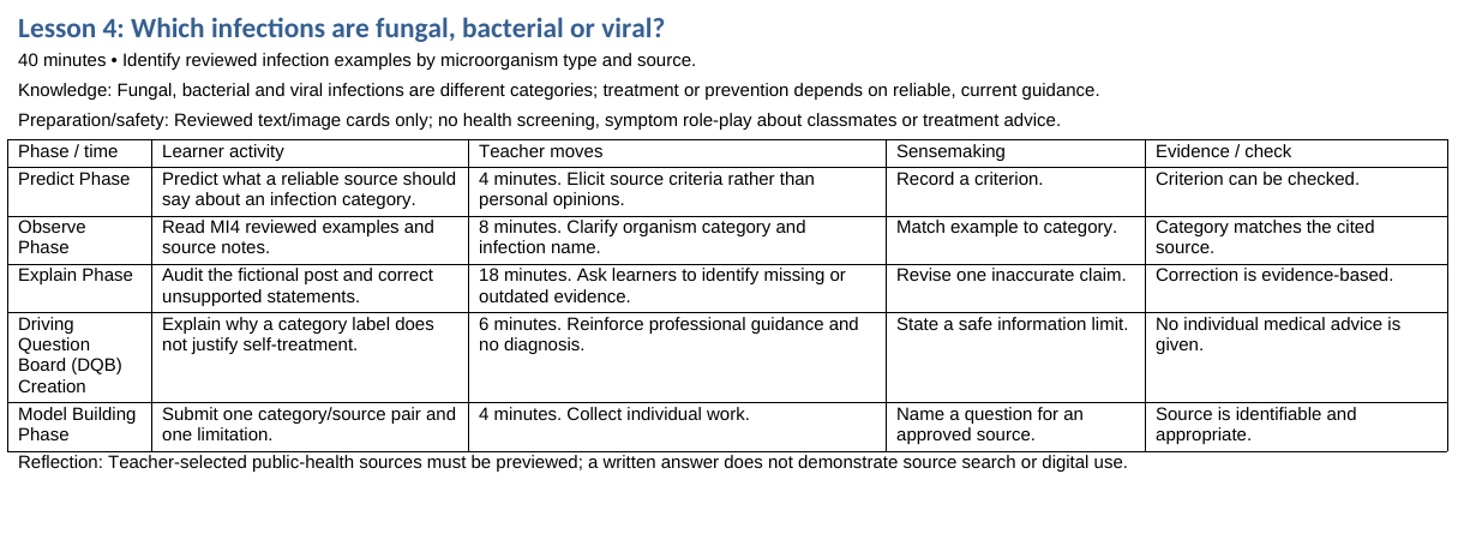 Lesson 4: Which infections are fungal, bacterial or viral?
40 minutes • Identify reviewed infection examples by microorganism type and source.
Knowledge: Fungal, bacterial and viral infections are different categories; treatment or prevention depends on reliable, current guidance.
Preparation/safety: Reviewed text/image cards only; no health screening, symptom role-play about classmates or treatment advice.
Phase / time
Learner activity
Teacher moves
Sensemaking
Evidence / check
Predict Phase
Predict what a reliable source should
say about an infection category.
4 minutes. Elicit source criteria rather than
personal opinions.
Record a criterion.
Criterion can be checked.
Observe
Phase
Read MI4 reviewed examples and
source notes.
8 minutes. Clarify organism category and
infection name.
Match example to category.
Category matches the cited
source.
Explain Phase
Audit the fictional post and correct
unsupported statements.
18 minutes. Ask learners to identify missing or
outdated evidence.
Revise one inaccurate claim.
Correction is evidence-based.
Driving
Question
Board (DQB)
Creation
Explain why a category label does
not justify self-treatment.
6 minutes. Reinforce professional guidance and
no diagnosis.
State a safe information limit.
No individual medical advice is
given.
Model Building
Phase
Submit one category/source pair and
one limitation.
4 minutes. Collect individual work.
Name a question for an
approved source.
Source is identifiable and
appropriate.
Reflection: Teacher-selected public-health sources must be previewed; a written answer does not demonstrate source search or digital use.